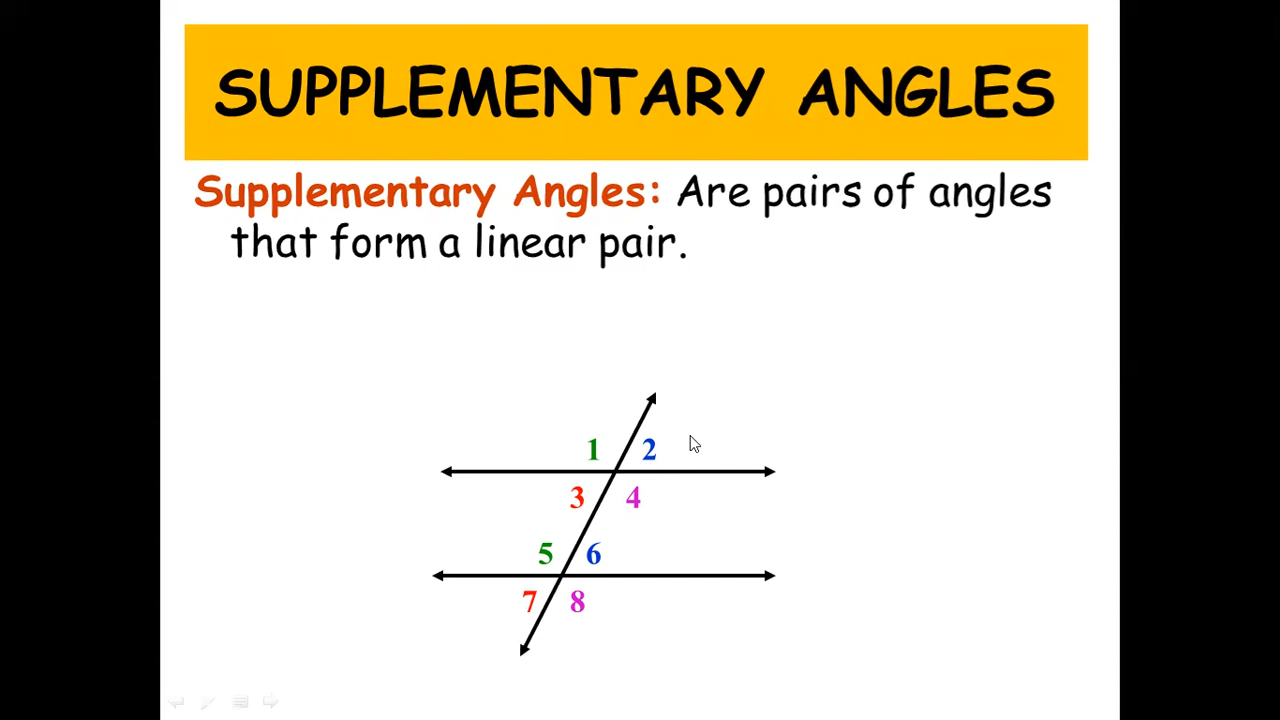 SUPPLEMENTARY ANGLES
Supplementary Angles: Are pairs of angles
that form a linear pair.
1 2
3 4
5 6
7 8